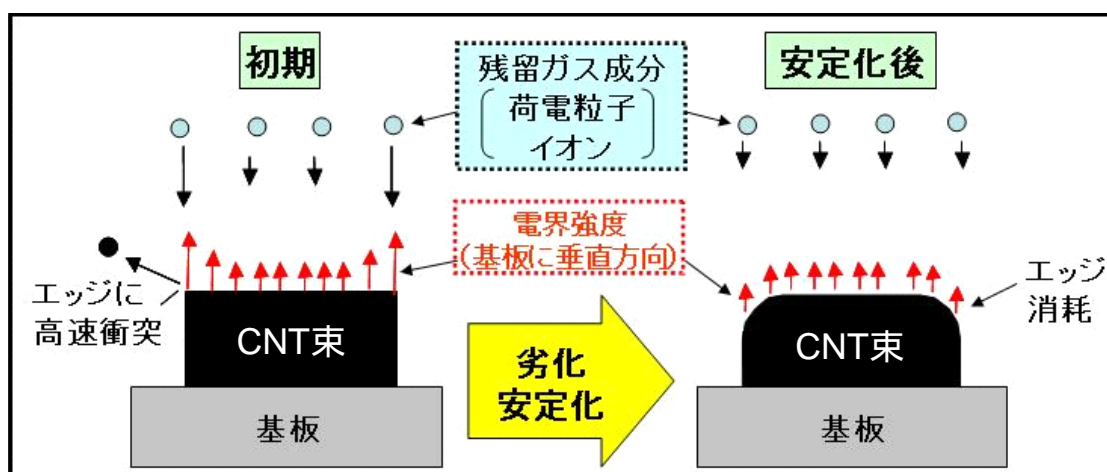 初期
残留ガス成分
荷電粒子
イオン
安定化後
電界強度
(基板に垂直方向)
エッジに
高速衝突
エッジ
消耗
CNT束
CNT束
劣化
安定化
基板
基板